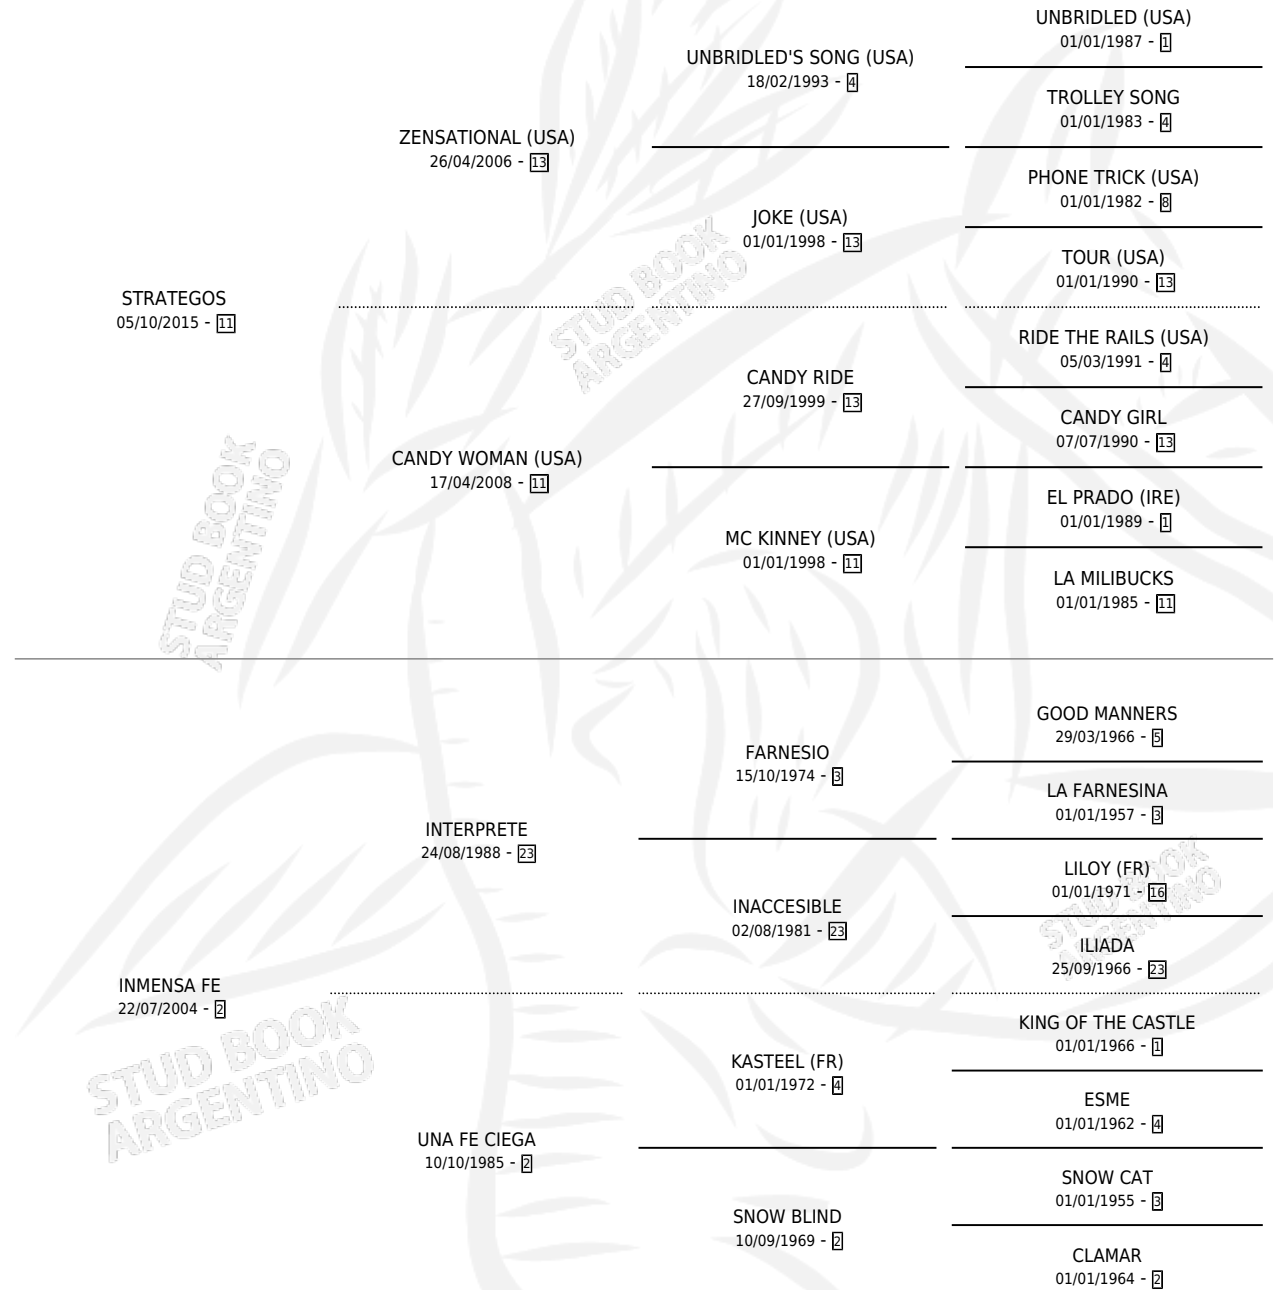 UNBRIDLED (USA)
01/01/1987 - 1
UNBRIDLED'S SONG (USA)
18/02/1993 - 4
TROLLEY SONG
01/01/1983 - 4
ZENSATIONAL (USA)
26/04/2006 - 13
PHONE TRICK (USA)
01/01/1982 - 8
JOKE (USA)
01/01/1998 - 13
TOUR (USA)
01/01/1990 - 13
STRATEGOS
05/10/2015 - 11
RIDE THE RAILS (USA)
05/03/1991 - 4
CANDY RIDE
27/09/1999 - 13
CANDY GIRL
07/07/1990 - 13
CANDY WOMAN (USA)
17/04/2008 - 11
EL PRADO (IRE)
01/01/1989 - 1
MC KINNEY (USA)
01/01/1998 - 11
LA MILIBUCKS
01/01/1985 - 11
GOOD MANNERS
29/03/1966 - 5
FARNESIO
15/10/1974 - 3
LA FARNESINA
01/01/1957 - 3
INTERPRETE
24/08/1988 - 23
LILOY (FR)
01/01/1971 - 16
INACCESIBLE
02/08/1981 - 23
ILIADA
25/09/1966 - 23
INMENSA FE
22/07/2004 - 2
KING OF THE CASTLE
01/01/1966 - 1
KASTEEL (FR)
01/01/1972 - 4
ESME
01/01/1962 - 4
UNA FE CIEGA
10/10/1985 - 2
SNOW CAT
01/01/1955 - 3
SNOW BLIND
10/09/1969 - 2
CLAMAR
01/01/1964 - 2
STUD BOOK
ARGENTINO
STUD BOOK
ARGENTINO
STUD BOOK
ARGENTINO
STUD BOOK
ARGENTINO